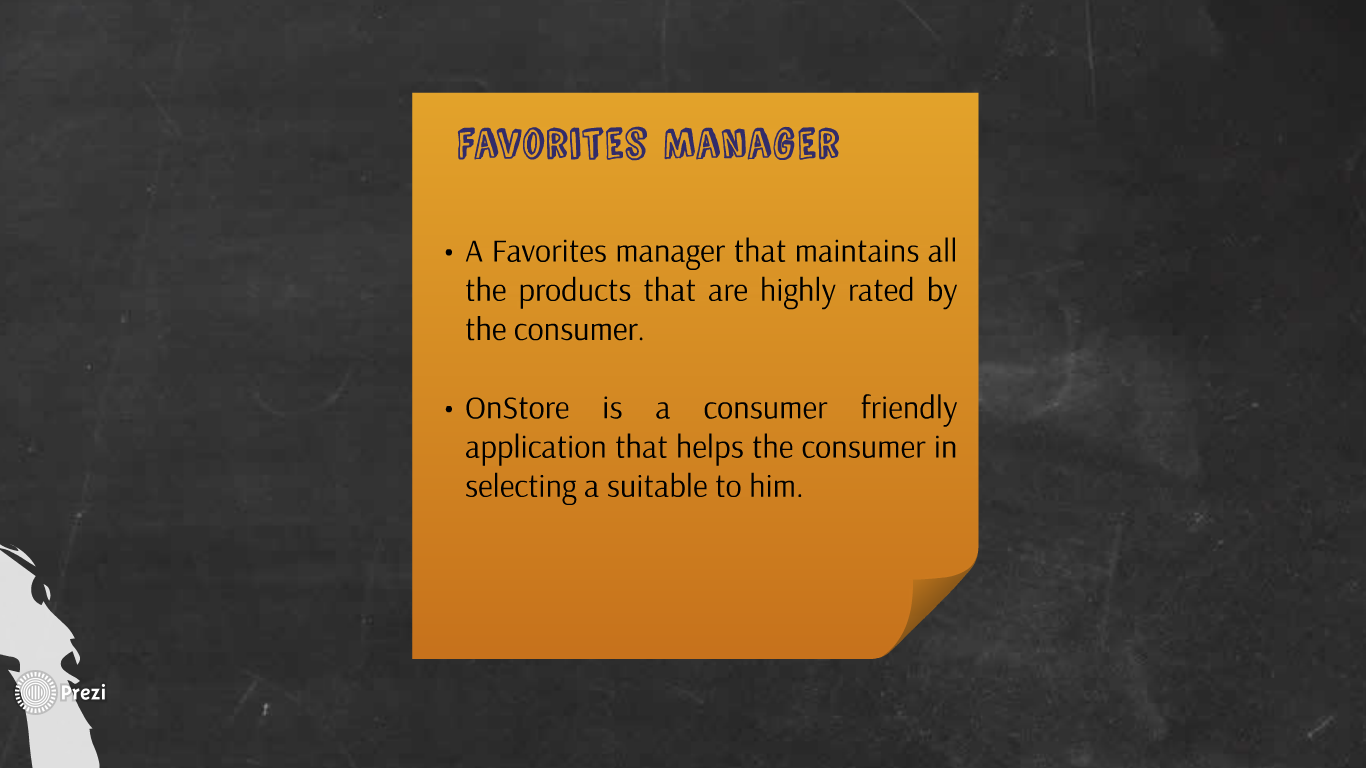 FAVORITES MANAGER
• A Favorites manager that maintains all
the products that are highly rated by
the consumer.
• OnStore is a consumer friendly
application that helps the consumer in
selecting a suitable to him.
Prezi